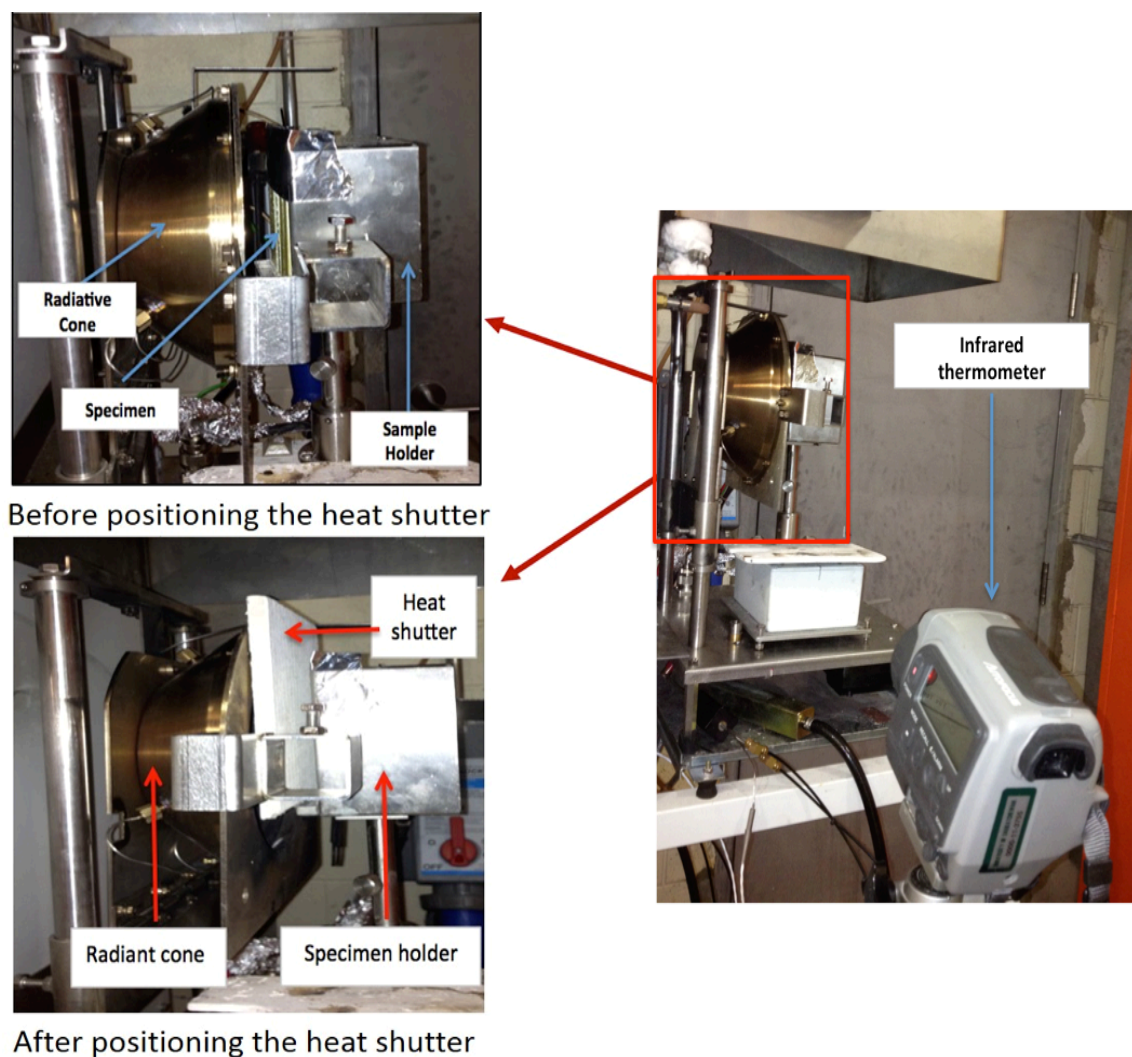 Radiative
Cone
Specimen
Sample
Holder
Before positioning the heat shutter
Infrared
thermometer
Heat
shutter
OFF
Radiant cone
Specimen holder
After positioning the heat shutter